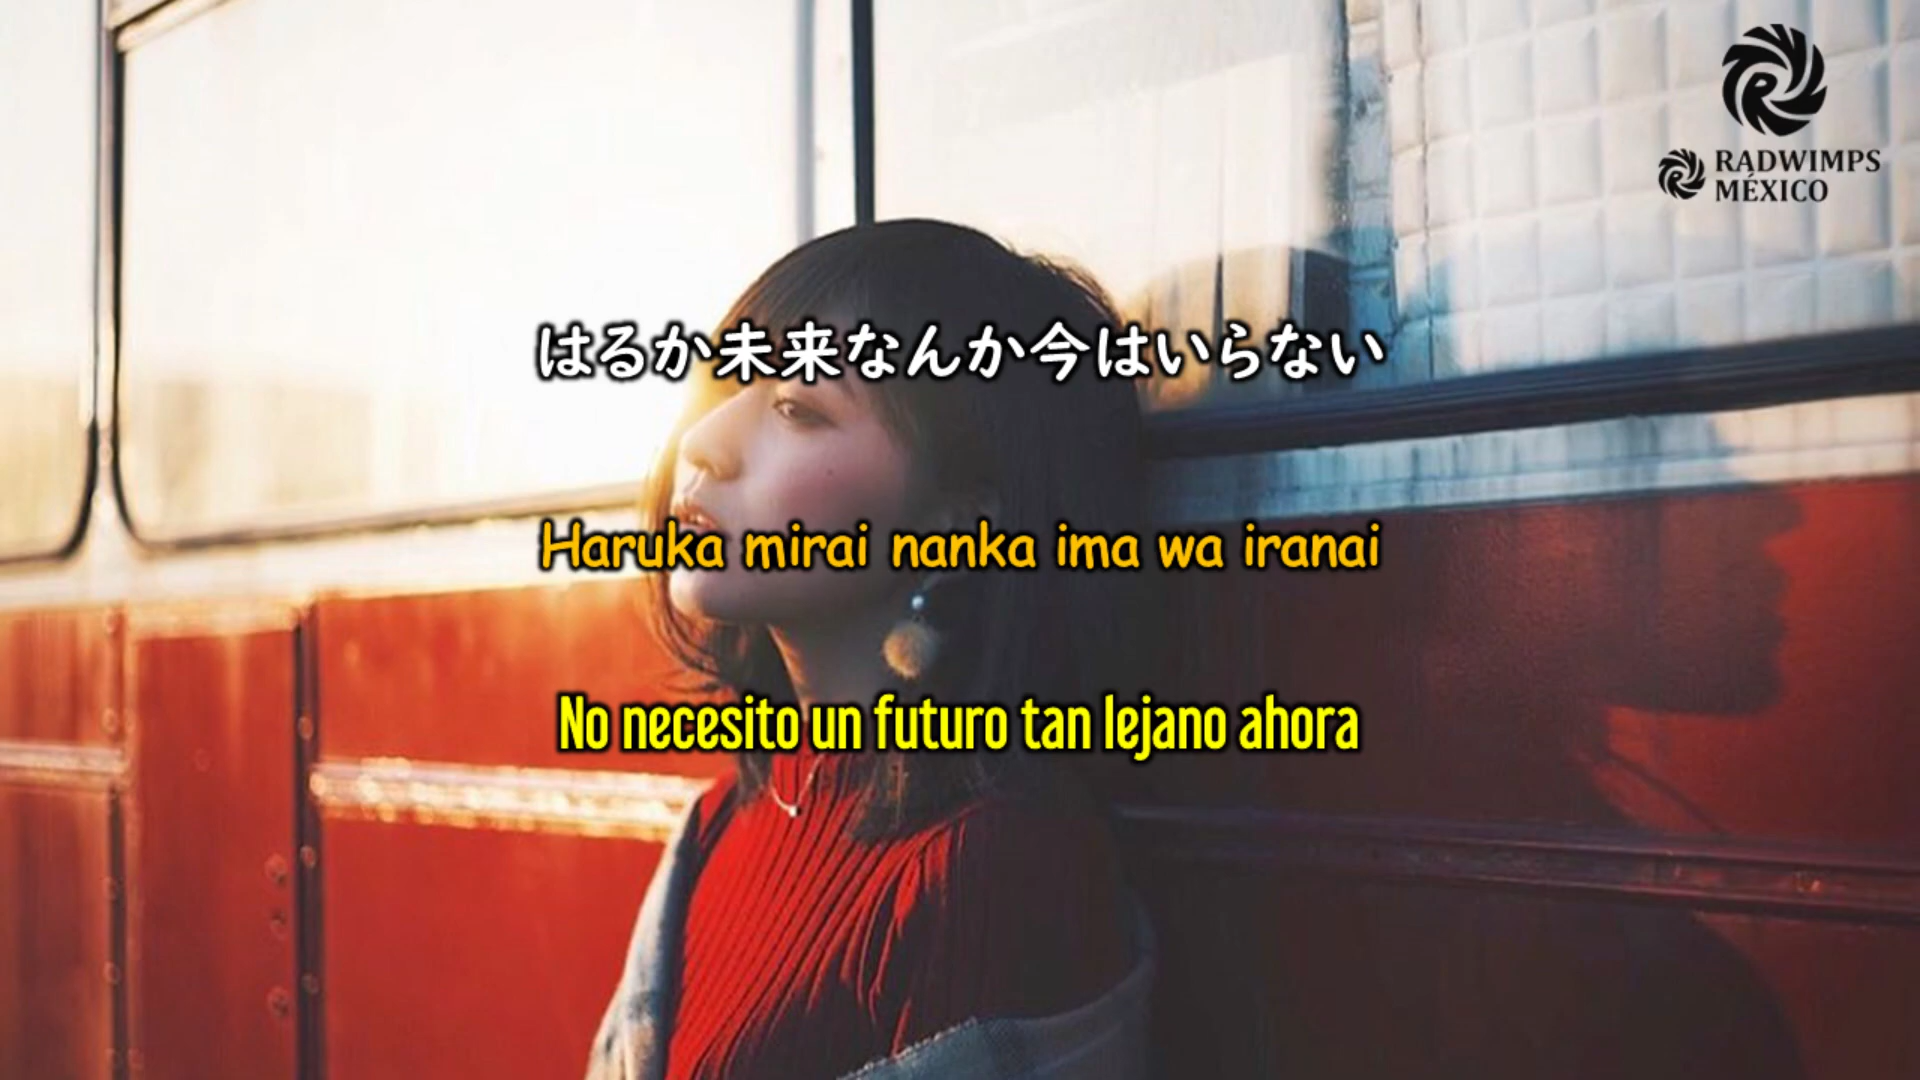 RADWIMPS
MÉXICO
はるか未来なんか今はいらない
Haruka mirai nanka ima wa iranai
No necesito un futuro tan lejano ahora